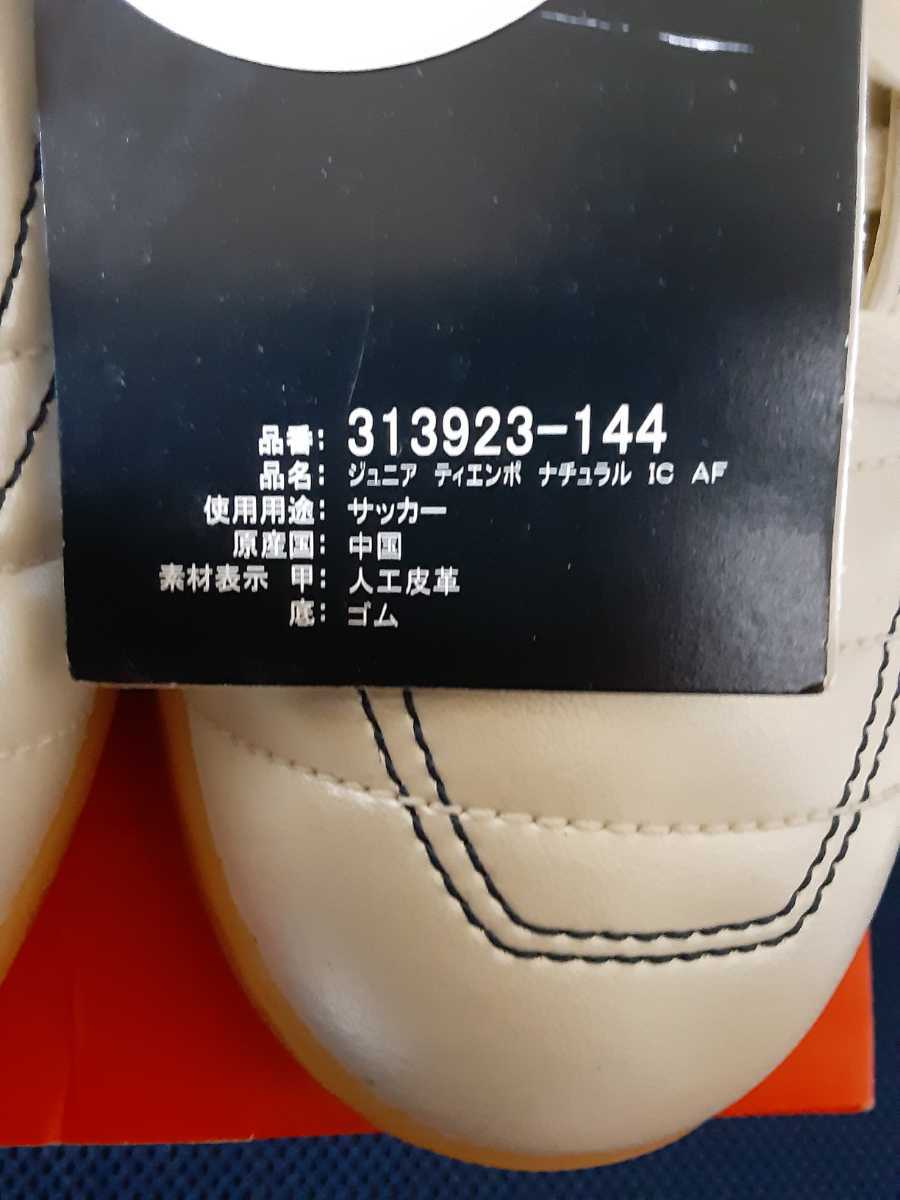 品番: 313923-144
品名: ジュニア ティエンポ ナチュラル IC AF
使用用途: サッカー
原産国: 中国
素材表示 甲: 人工皮革
底: ゴム